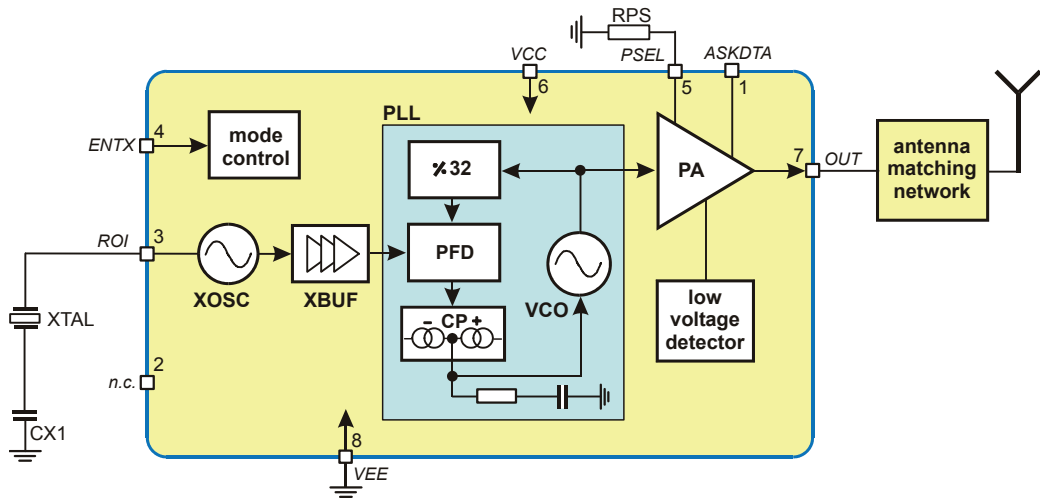 RPS
VCC
PSEL
ASKDTA
6
5
1
PLL
ENTX
4
mode
control
٪ 32
PA
7
OUT
antenna
matching
network
ROI
3
PFD
XOSC
XBUF
VCO
low
voltage
detector
- CP +
XTAL
2
n.c.
CX1
8
VEE